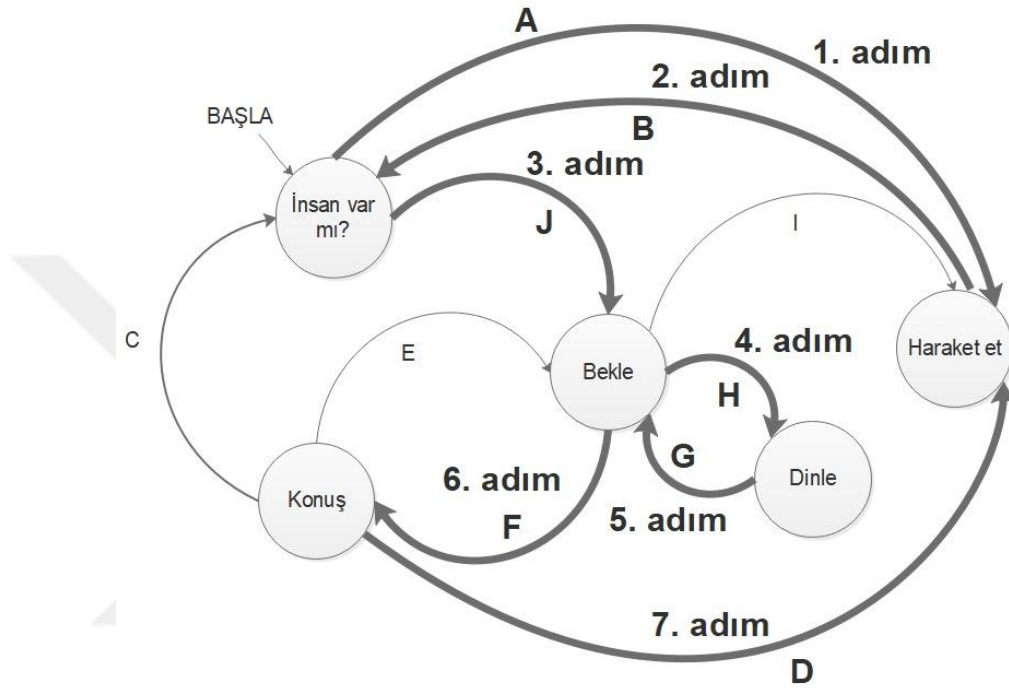 A
1. adım
2. adım
B
BAŞLA
3. adım
İnsan var
mı?
J
I
C
E
4. adım
Haraket et
Bekle
H
G
Dinle
6. adım
Konuş
5. adım
F
7. adım
D